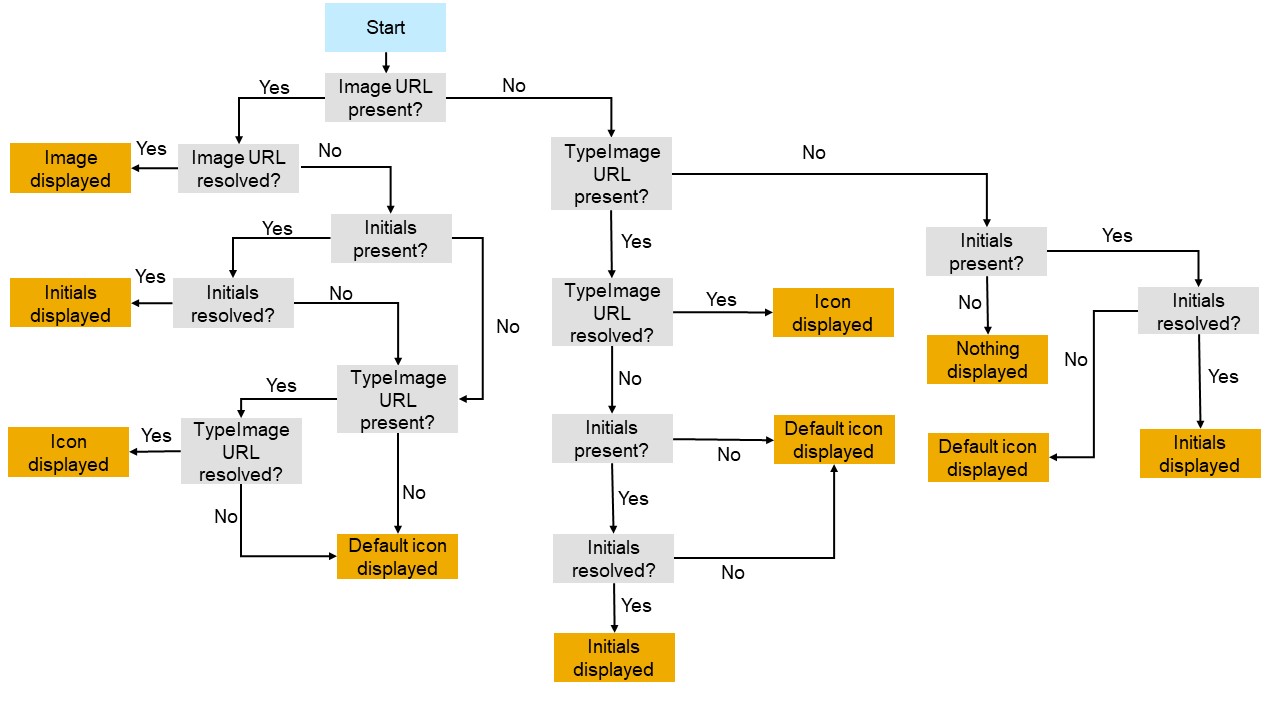 Start
Yes
Image URL
present?
No
Image
displayed
Yes
Image URL
resolved?
No
TypeImage
URL
present?
No
Yes
Initials
present?
Yes
Initials
present?
Yes
Initials
displayed
Yes
Initials
resolved?
No
No
TypeImage
URL
resolved?
Yes
Icon
displayed
No
Initials
resolved?
Nothing
displayed
No
Yes
Yes
TypeImage
URL
present?
No
Icon
displayed
Yes
TypeImage
URL
resolved?
Initials
present?
No
Default icon
displayed
Default icon
displayed
Initials
displayed
No
No
Yes
Default icon
displayed
Initials
resolved?
No
Yes
Initials
displayed